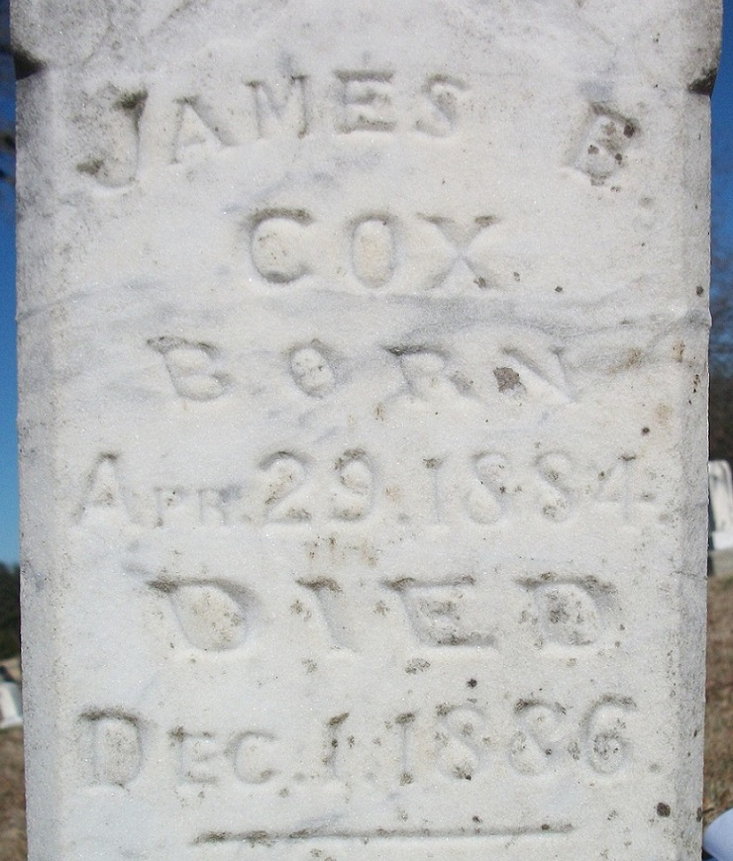 JAMES E
COX
BORN
APR. 29. 1884
DIED
DEC. 1. 1886